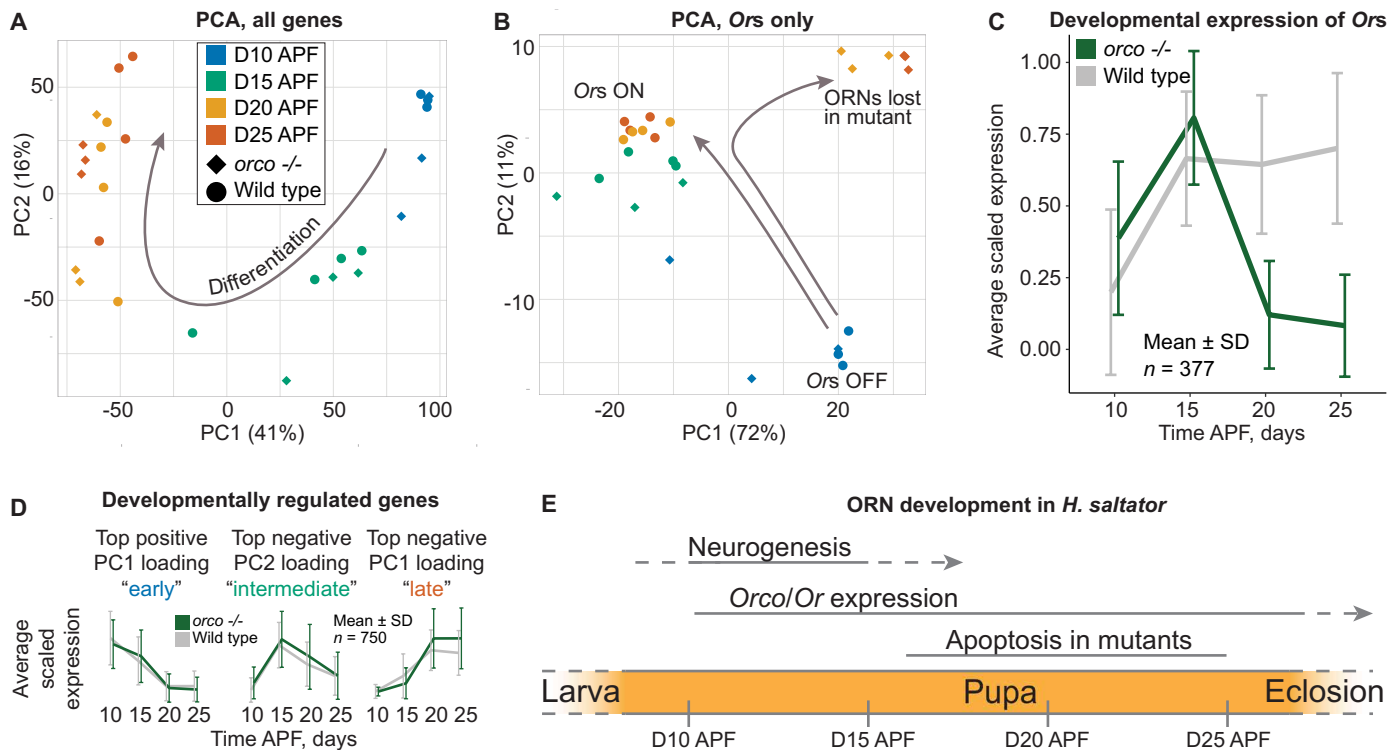 A
PCA, all genes
50
0
-50
PC2 (16%)
-50
0
50
100
PC1 (41%)
D10 APF
D15 APF
D20 APF
D25 APF
orco -/-
Wild type
Differentiation
B
PCA, Ors only
10
0
-10
PC2 (11%)
-20
0
20
PC1 (72%)
Ors ON
ORNs lost
in mutant
Ors OFF
C
Developmental expression of Ors
orco -/-
Wild type
1.00
0.75
0.50
0.25
0.00
Average scaled expression
Mean ± SD
n = 377
10
15
20
25
Time APF, days
D
Developmentally regulated genes
Top positive
PC1 loading
“early”
Top negative
PC2 loading
“intermediate”
Top negative
PC1 loading
“late”
orco -/-
Wild type
Mean ± SD
n = 750
Average
scaled
expression
10 15 20 25
10 15 20 25
10 15 20 25
Time APF, days
E
ORN development in H. saltator
Neurogenesis
Orco/Or expression
Apoptosis in mutants
Larva
Pupa
Eclosion
D10 APF
D15 APF
D20 APF
D25 APF